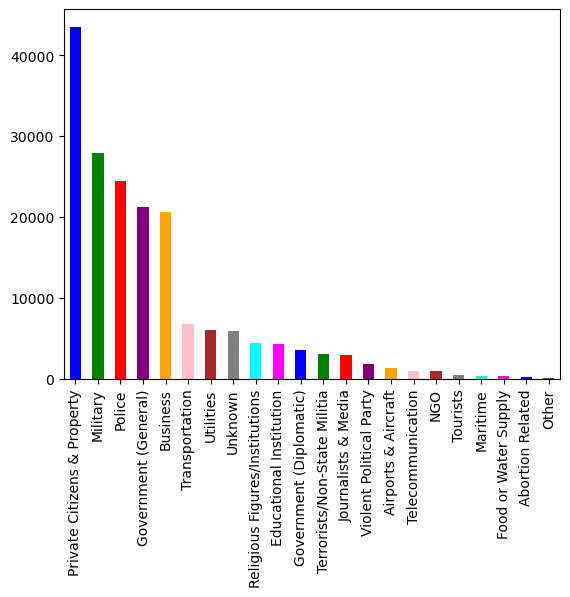 40000
30000
20000
10000
0
Private Citizens & Property
Military
Police
Government (General)
Business
Transportation
Utilities
Unknown
Religious Figures/Institutions
Educational Institution
Government (Diplomatic)
Terrorists/Non-State Militia
Journalists & Media
Violent Political Party
Airports & Aircraft
Telecommunication
NGO
Tourists
Maritime
Food or Water Supply
Abortion Related
Other